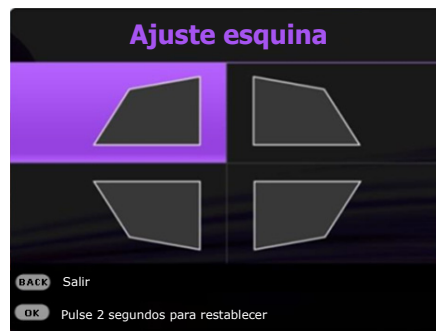 Ajuste esquina
BACK Salir
OK Pulse 2 segundos para restablecer